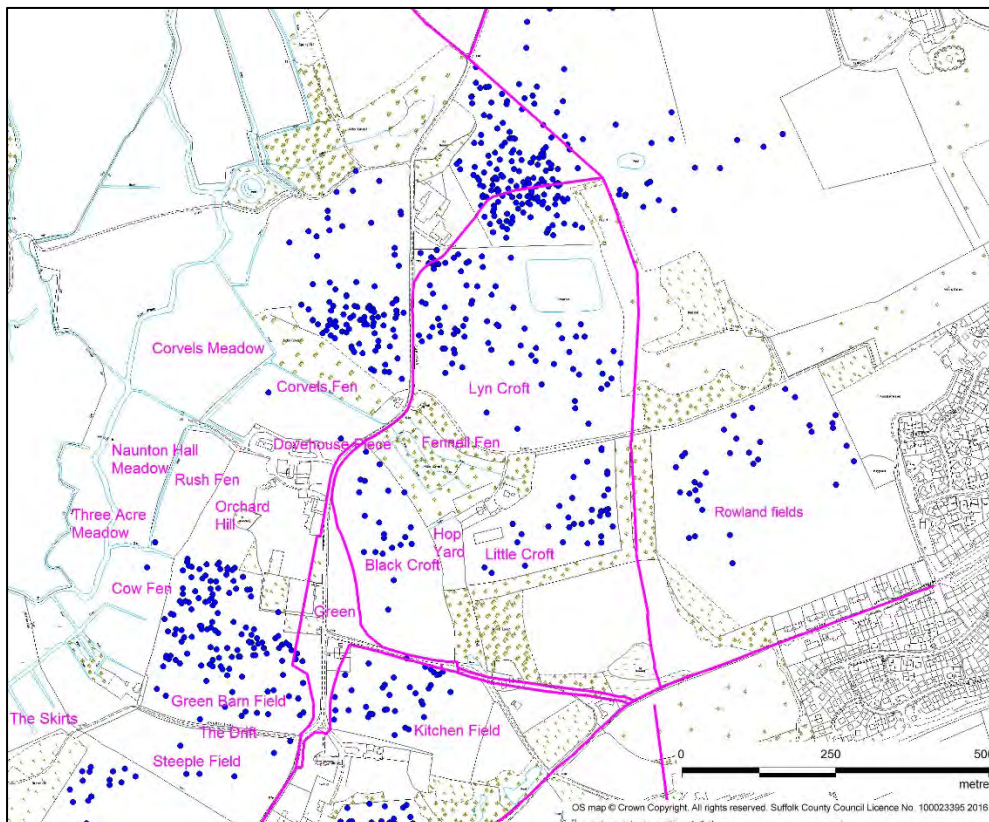 Corvels Meadow
Corvels Fen
Lyn Croft
Dovehouse Piece
Fennell Fen
Naunton Hall
Meadow
Rush Fen
Orchard
Hill
Three Acre
Meadow
Hop
Yard
Rowland fields
Black Croft
Little Croft
Cow Fen
Green
Green Barn Field
The Skirts
The Drift
Kitchen Field
Steeple Field
0 250 500
metre
OS map © Crown Copyright. All rights reserved. Suffolk County Council Licence No. 100023395 2016